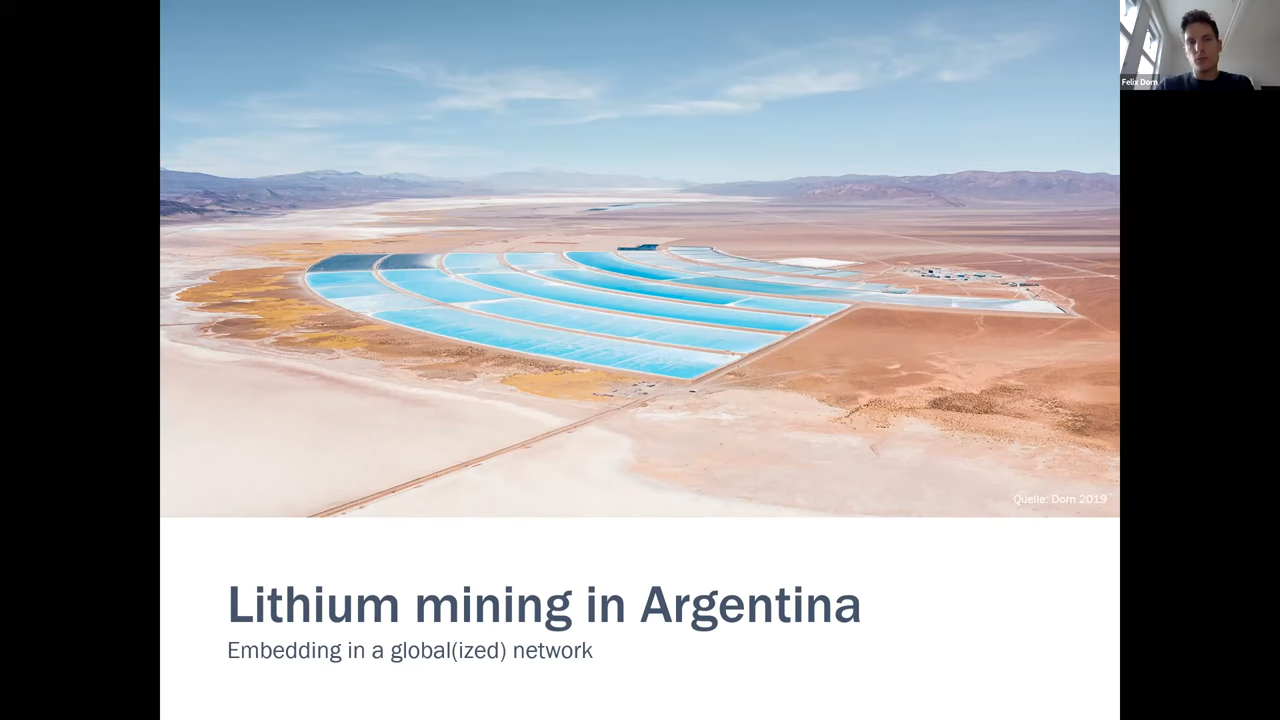 Felix Dorn
Quelle: Dorn 2019
Lithium mining in Argentina
Embedding in a global(ized) network